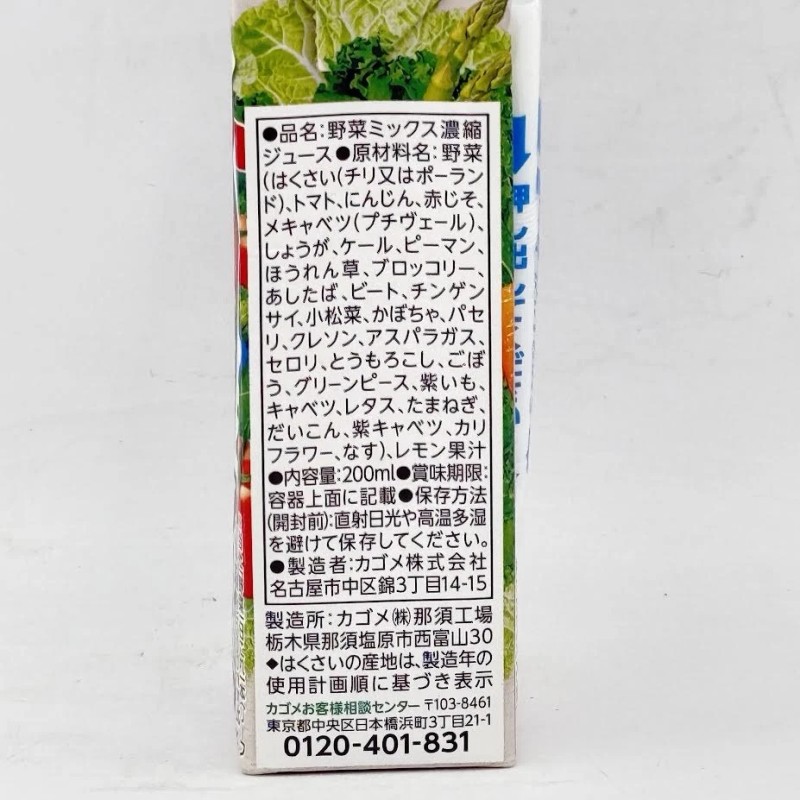 ●品名:野菜ミックス濃縮
ジュース●原材料名:野菜
(はくさい(チリ又はポーラン
ド)、トマト、にんじん、赤じそ、
メキャベツ(プチヴェール)、
しょうが、ケール、ピーマン、
ほうれん草、ブロッコリー、
あしたば、ビート、チンゲン
サイ、小松菜、かぼちゃ、パセ
リ、クレソン、アスパラガス、
セロリ、とうもろこし、ごぼ
う、グリーンピース、紫いも、
キャベツ、レタス、たまねぎ、
だいこん、紫キャベツ、カリ
フラワー、なす)、レモン果汁
●内容量:200ml●賞味期限:
容器上面に記載●保存方法
(開封前):直射日光や高温多湿
を避けて保存してください。
●製造者:カゴメ株式会社
名古屋市中区錦3丁目14-15
製造所:カゴメ㈱那須工場
栃木県那須塩原市西富山30
◆はくさいの産地は、製造年の
使用計画順に基づき表示
カゴメお客様相談センター 〒103-8461
東京都中央区日本橋浜町3丁目21-1
0120-401-831